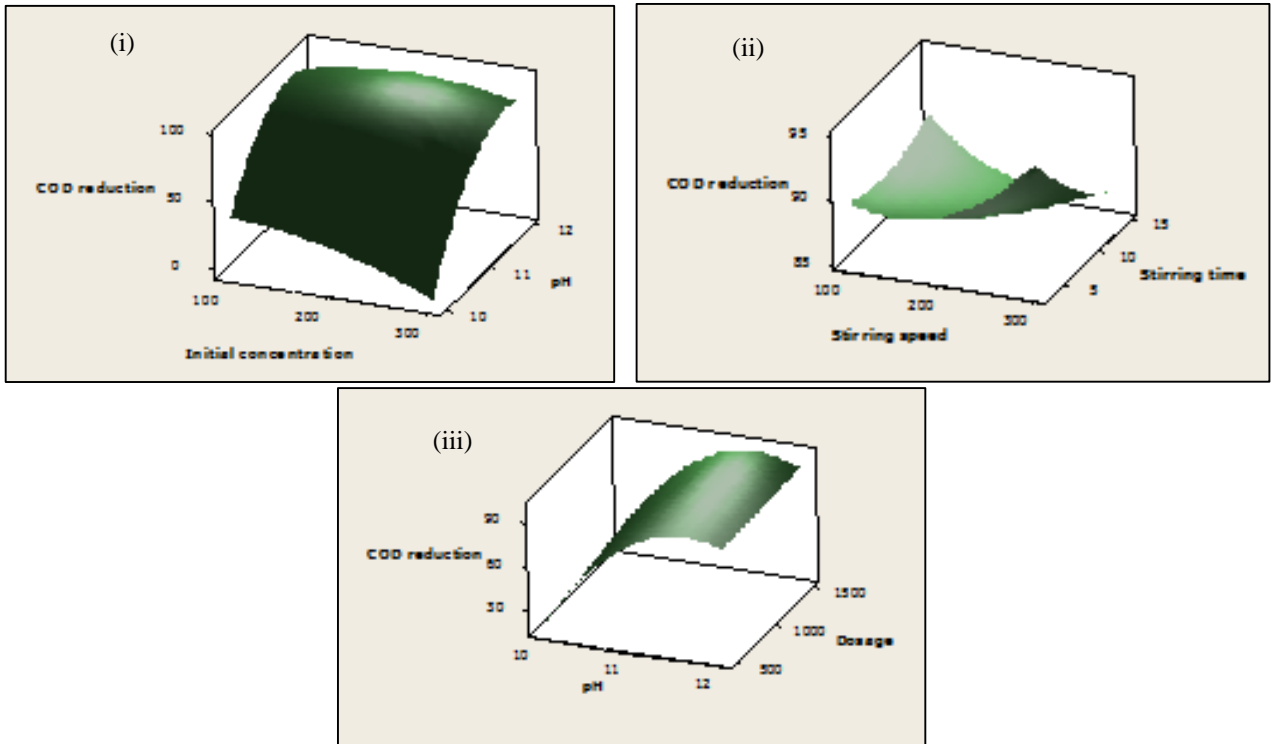 (i)
100
COD reduction
50
0
12
11
pH
10
100
200
300
Initial concentration
(ii)
95
COD reduction
90
85
15
10
Stirring time
5
100
200
300
Stirring speed
(iii)
90
COD reduction
60
30
1500
1000
Dosage
500
10
11
12
pH